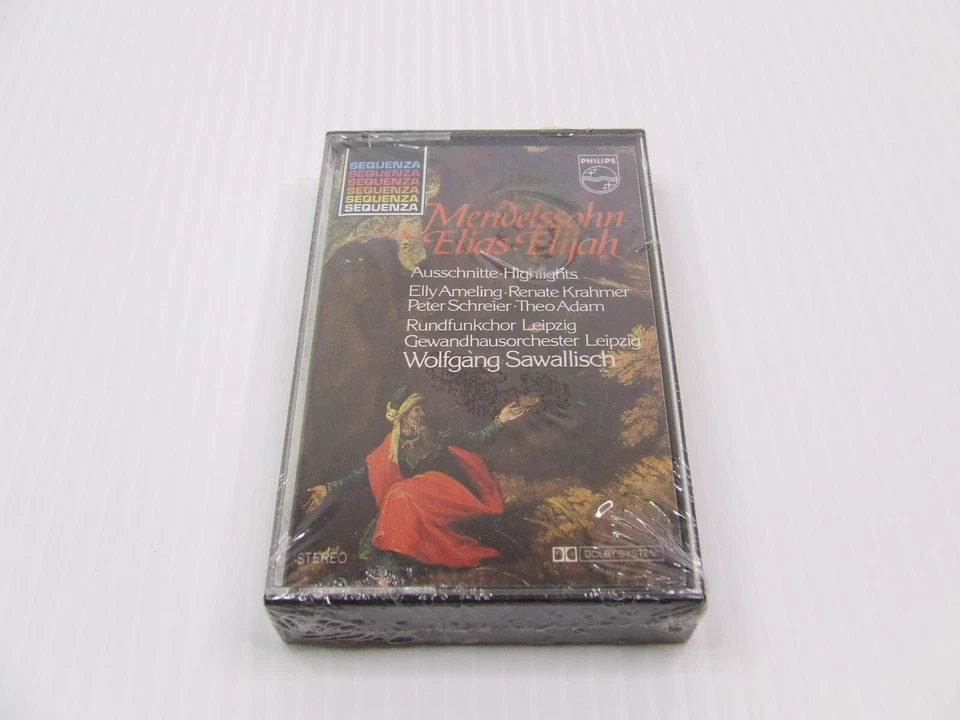 SEQUENZA
SEQUENZA
SEQUENZA
SEQUENZA
SEQUENZA
SEQUENZA
PHILIPS
Mendelssohn
Elias·Elijah
Ausschnitte·Highlights
Elly Ameling·Renate Krahmer
Peter Schreier·Theo Adam
Rundfunkchor Leipzig
Gewandhausorchester Leipzig
Wolfgang Sawallisch
STEREO
DOLBY SYSTEM